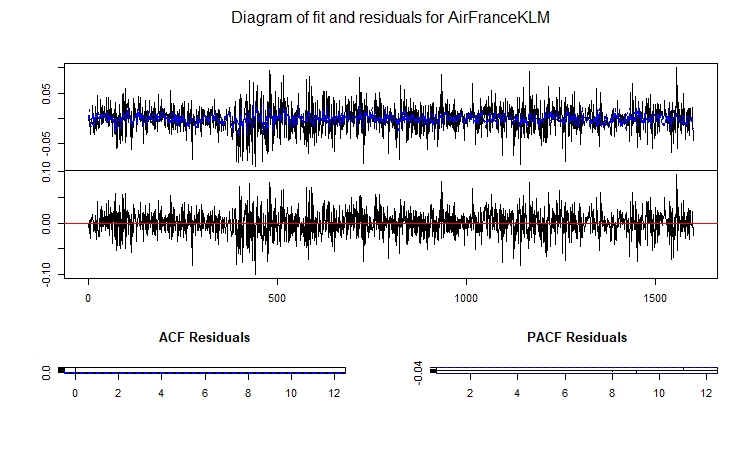 Diagram of fit and residuals for AirFranceKLM
0.05
-0.05
0.10
0.10
0.00
-0.10
0 500 1000 1500
ACF Residuals PACF Residuals
0.0
-0.04
0 2 4 6 8 10 12
2 4 6 8 10 12